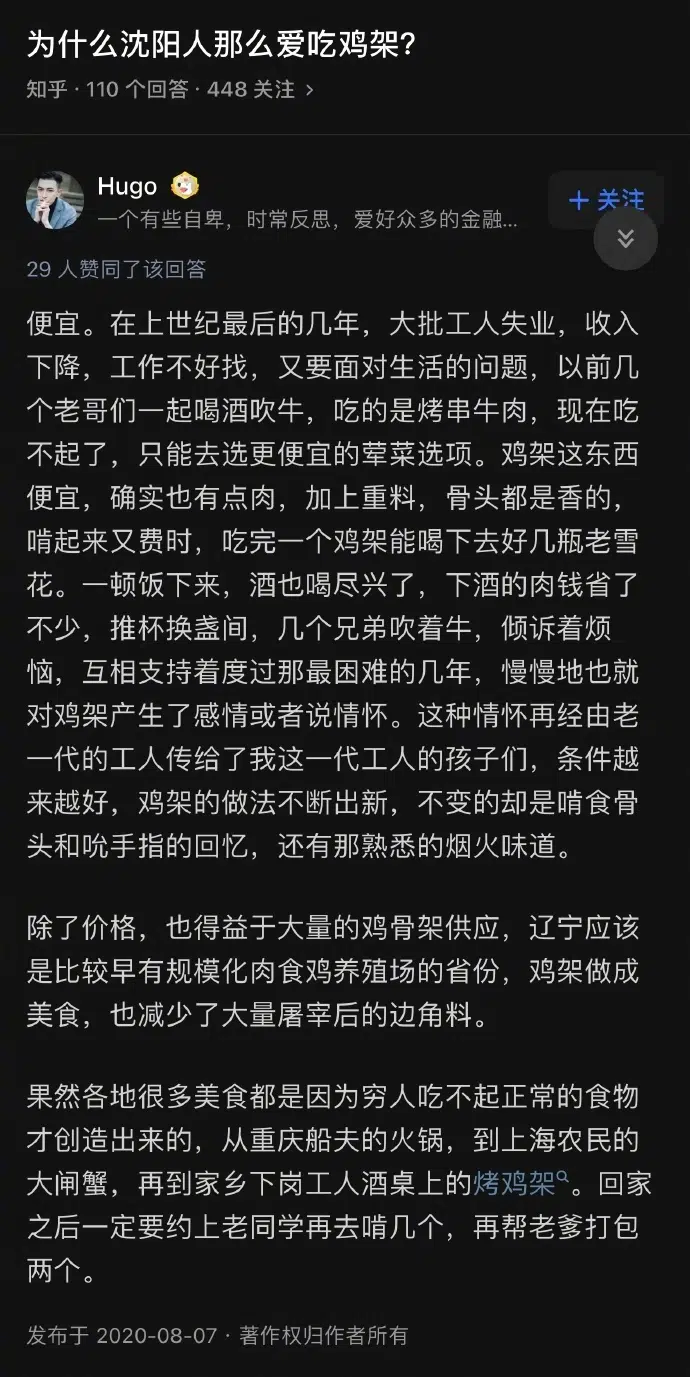 为什么沈阳人那么爱吃鸡架?
知乎 · 110 个回答 · 448 关注 >
Hugo
一个有些自卑，时常反思，爱好众多的金融...
+ 关注
29 人赞同了该回答
便宜。在上世纪最后的几年，大批工人失业，收入
下降，工作不好找，又要面对生活的问题，以前几
个老哥们一起喝酒吹牛，吃的是烤串牛肉，现在吃
不起了，只能去选更便宜的荤菜选项。鸡架这东西
便宜，确实也有点肉，加上重料，骨头都是香的，
啃起来又费时，吃完一个鸡架能喝下去好几瓶老雪
花。一顿饭下来，酒也喝尽兴了，下酒的肉钱省了
不少，推杯换盏间，几个兄弟吹着牛，倾诉着烦
恼，互相支持着度过那最困难的几年，慢慢地也就
对鸡架产生了感情或者说情怀。这种情怀再经由老
一代的工人传给了我这一代工人的孩子们，条件越
来越好，鸡架的做法不断出新，不变的却是啃食骨
头和吮手指的回忆，还有那熟悉的烟火味道。
除了价格，也得益于大量的鸡骨架供应，辽宁应该
是比较早有规模化肉食鸡养殖场的省份，鸡架做成
美食，也减少了大量屠宰后的边角料。
果然各地很多美食都是因为穷人吃不起正常的食物
才创造出来的，从重庆船夫的火锅，到上海农民的
大闸蟹，再到家乡下岗工人酒桌上的烤鸡架。回家
之后一定要约上老同学再去啃几个，再帮老爹打包
两个。
发布于 2020-08-07 · 著作权归作者所有